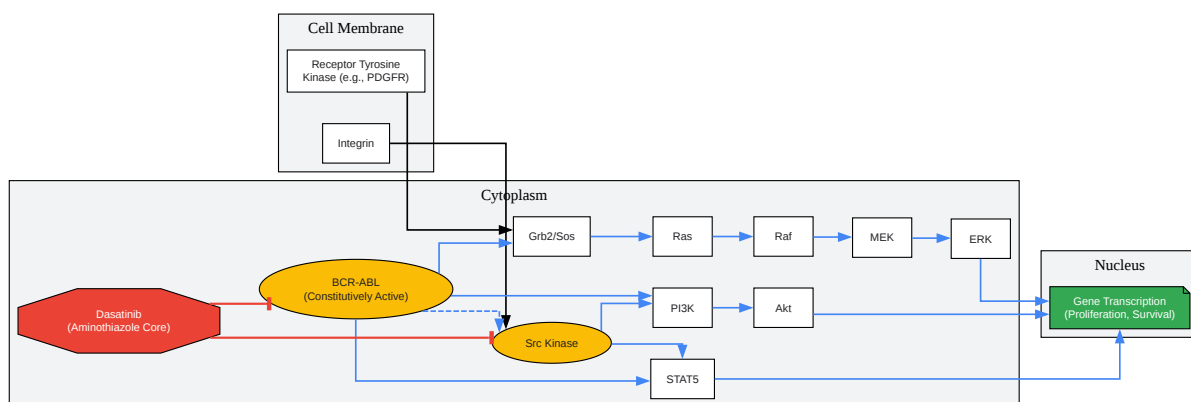 Cell Membrane
Receptor Tyrosine
Kinase (e.g., PDGFR)
Integrin
Cytoplasm
Grb2/Sos
Ras
Raf
MEK
ERK
Nucleus
BCR-ABL
(Constitutively Active)
Dasatinib
(Aminothiazole Core)
PI3K
Akt
Gene Transcription
(Proliferation, Survival)
Src Kinase
STAT5